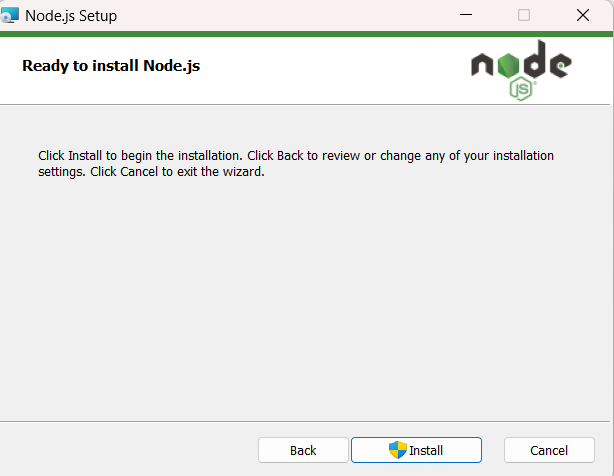 Node.js Setup
Ready to install Node.js
node
JS
Click Install to begin the installation. Click Back to review or change any of your installation
settings. Click Cancel to exit the wizard.
Back
Install
Cancel